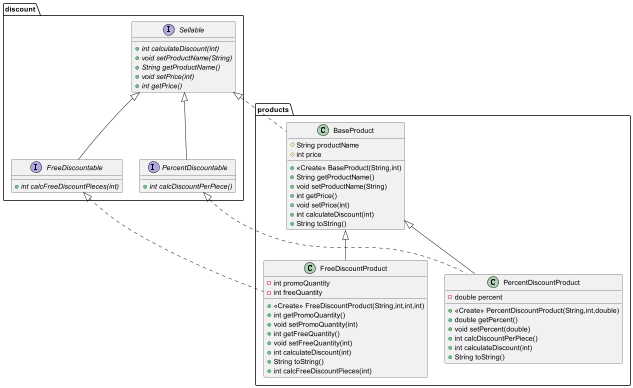 discount
I Sellable
int calculateDiscount(int)
void setProductName(String)
String getProductName()
void setPrice(int)
int getPrice()
I FreeDiscountable
int calcFreeDiscountPieces(int)
I PercentDiscountable
int calcDiscountPerPiece()
products
C BaseProduct
String productName
int price
«Create» BaseProduct(String,int)
String getProductName()
void setProductName(String)
int getPrice()
void setPrice(int)
int calculateDiscount(int)
String toString()
C FreeDiscountProduct
int promoQuantity
int freeQuantity
«Create» FreeDiscountProduct(String,int,int,int)
int getPromoQuantity()
void setPromoQuantity(int)
int getFreeQuantity()
void setFreeQuantity(int)
int calculateDiscount(int)
String toString()
int calcFreeDiscountPieces(int)
C PercentDiscountProduct
double percent
«Create» PercentDiscountProduct(String,int,double)
double getPercent()
void setPercent(double)
int calcDiscountPerPiece()
int calculateDiscount(int)
String toString()